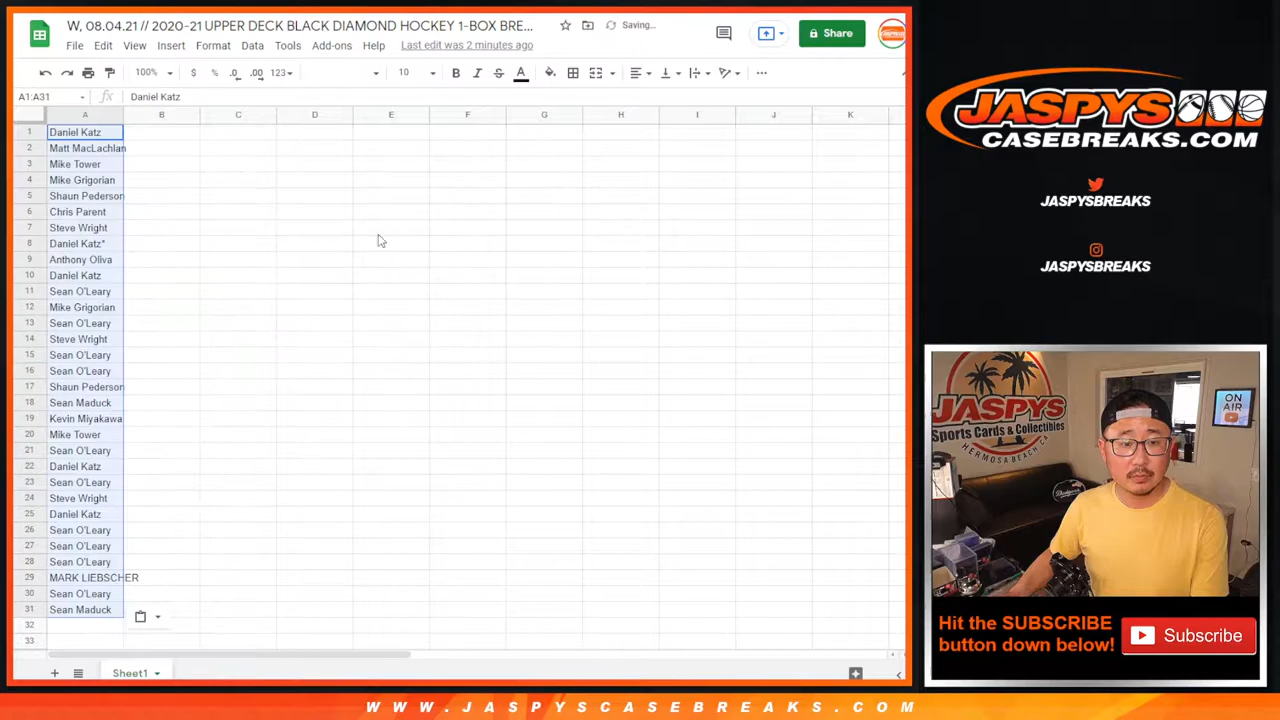 W, 08.04.21 // 2020-21 UPPER DECK BLACK DIAMOND HOCKEY 1-BOX BRE...
Saving...
File Edit View Insert Format Data Tools Add-ons Help Last edit was 2 minutes ago
Share
100% $ % .0 .00 123 10 B I S A
A1:A31 fx Daniel Katz
A B C D E F G H I J K
1 Daniel Katz
2 Matt MacLachlan
3 Mike Tower
4 Mike Grigorian
5 Shaun Pederson
6 Chris Parent
7 Steve Wright
8 Daniel Katz*
9 Anthony Oliva
10 Daniel Katz
11 Sean O'Leary
12 Mike Grigorian
13 Sean O'Leary
14 Steve Wright
15 Sean O'Leary
16 Sean O'Leary
17 Shaun Pederson
18 Sean Maduck
19 Kevin Miyakawa
20 Mike Tower
21 Sean O'Leary
22 Daniel Katz
23 Sean O'Leary
24 Steve Wright
25 Daniel Katz
26 Sean O'Leary
27 Sean O'Leary
28 Sean O'Leary
29 MARK LIEBSCHER
30 Sean O'Leary
31 Sean Maduck
32
33
Sheet1
JASPYS
CASEBREAKS.COM
JASPYSBREAKS
JASPYSBREAKS
JASPYS
Sports Cards & Collectibles
HERMOSA BEACH CA
ON
AIR
Dodgers
Hit the SUBSCRIBE
button down below!
Subscribe
WWW.JASPYSCASEBREAKS.COM